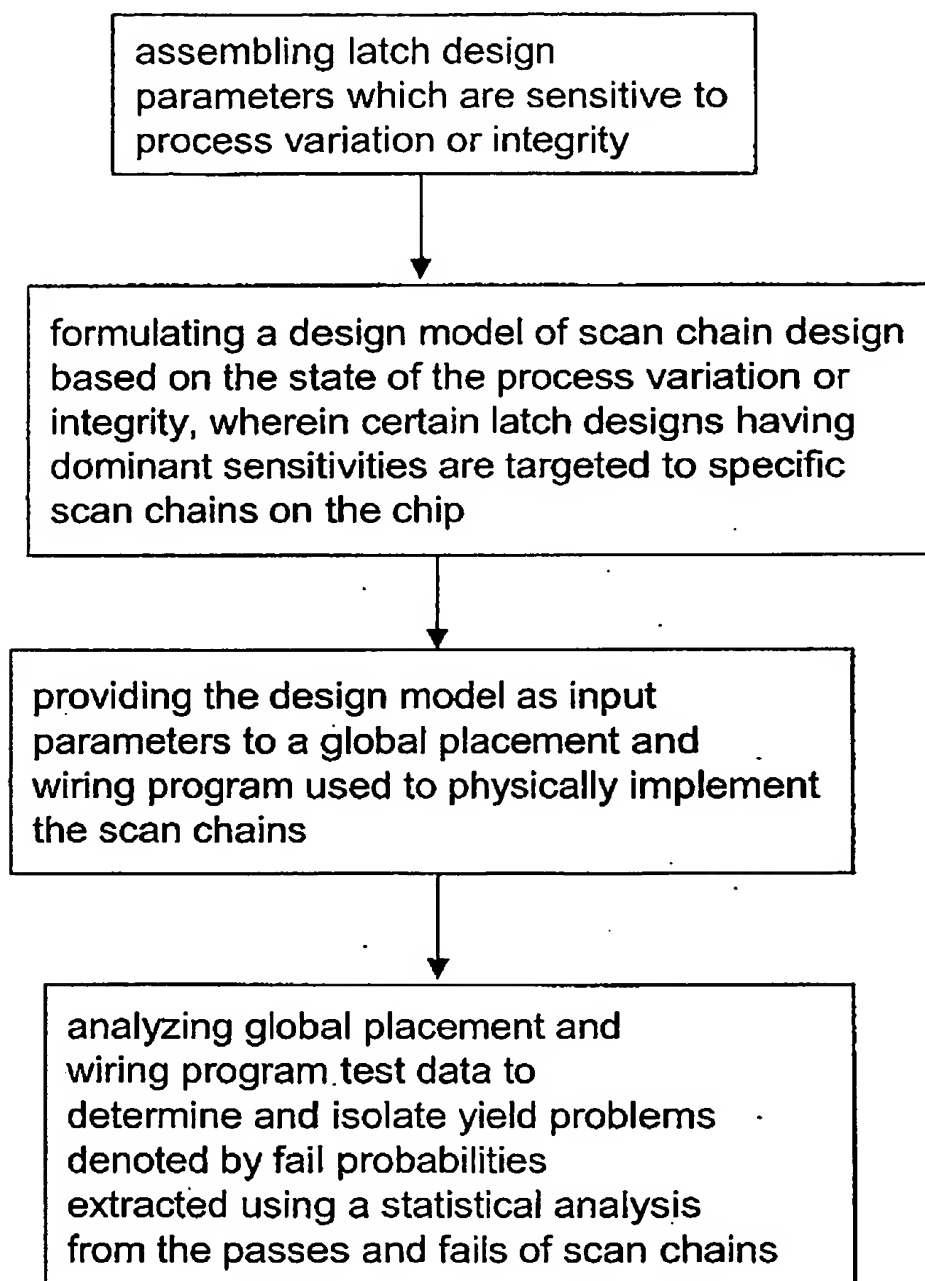 assembling latch design
parameters which are sensitive to
process variation or integrity
formulating a design model of scan chain design
based on the state of the process variation or
integrity, wherein certain latch designs having
dominant sensitivities are targeted to specific
scan chains on the chip
providing the design model as input
parameters to a global placement and
wiring program used to physically implement
the scan chains
analyzing global placement and
wiring program test data to
determine and isolate yield problems
denoted by fail probabilities
extracted using a statistical analysis
from the passes and fails of scan chains